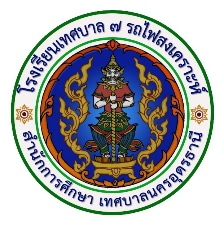 โรงเรียนเทศบาล ๗ รถไฟสงเคราะห์
สำนักการศึกษา เทศบาลนครอุดรธานี